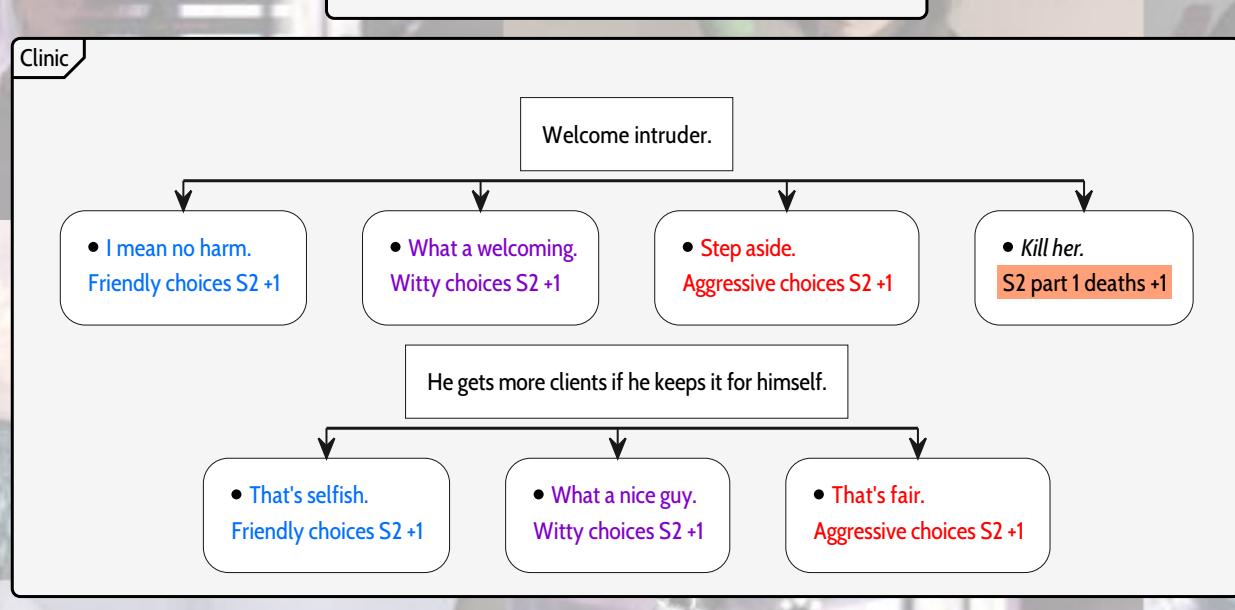 Clinic
Welcome intruder.
• I mean no harm.
Friendly choices S2 +1
• What a welcoming.
Witty choices S2 +1
• Step aside.
Aggressive choices S2 +1
• Kill her.
S2 part 1 deaths +1
He gets more clients if he keeps it for himself.
• That's selfish.
Friendly choices S2 +1
• What a nice guy.
Witty choices S2 +1
• That's fair.
Aggressive choices S2 +1